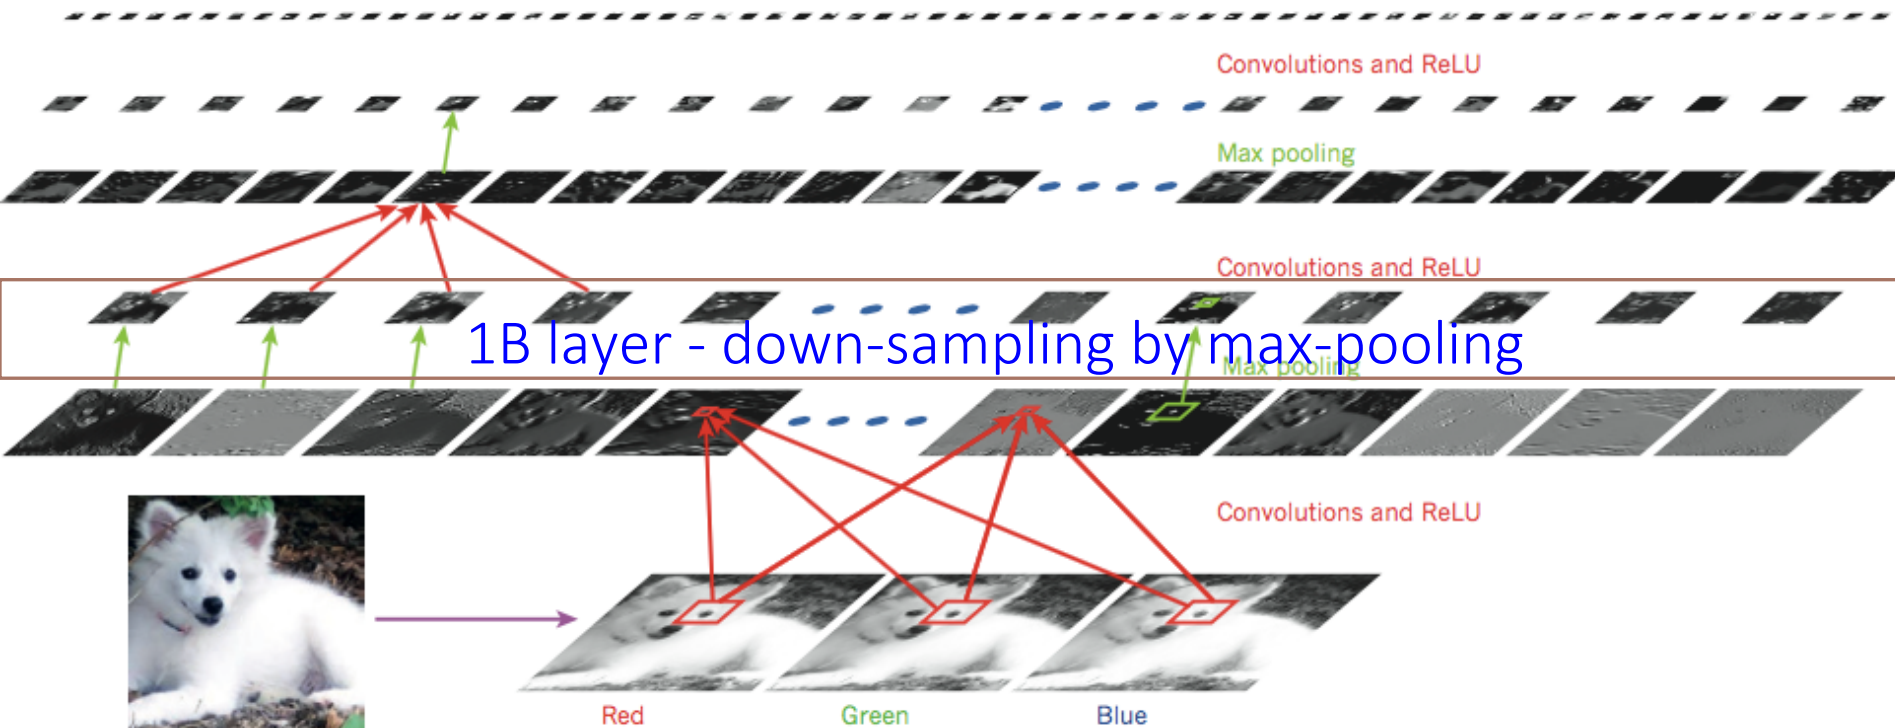 Convolutions and ReLU
Max pooling
Convolutions and ReLU
1B layer - down-sampling by max-pooling
Max pooling
Convolutions and ReLU
Red
Green
Blue